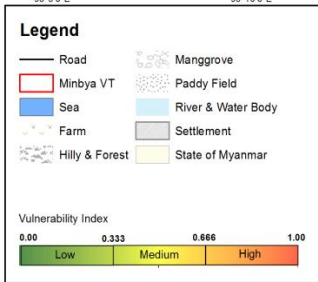 Legend
Road
Manggrove
Minbya VT
Paddy Field
Sea
River & Water Body
Farm
Settlement
Hilly & Forest
State of Myanmar
Vulnerability Index
0.00 0.333 0.666 1.00
Low Medium High